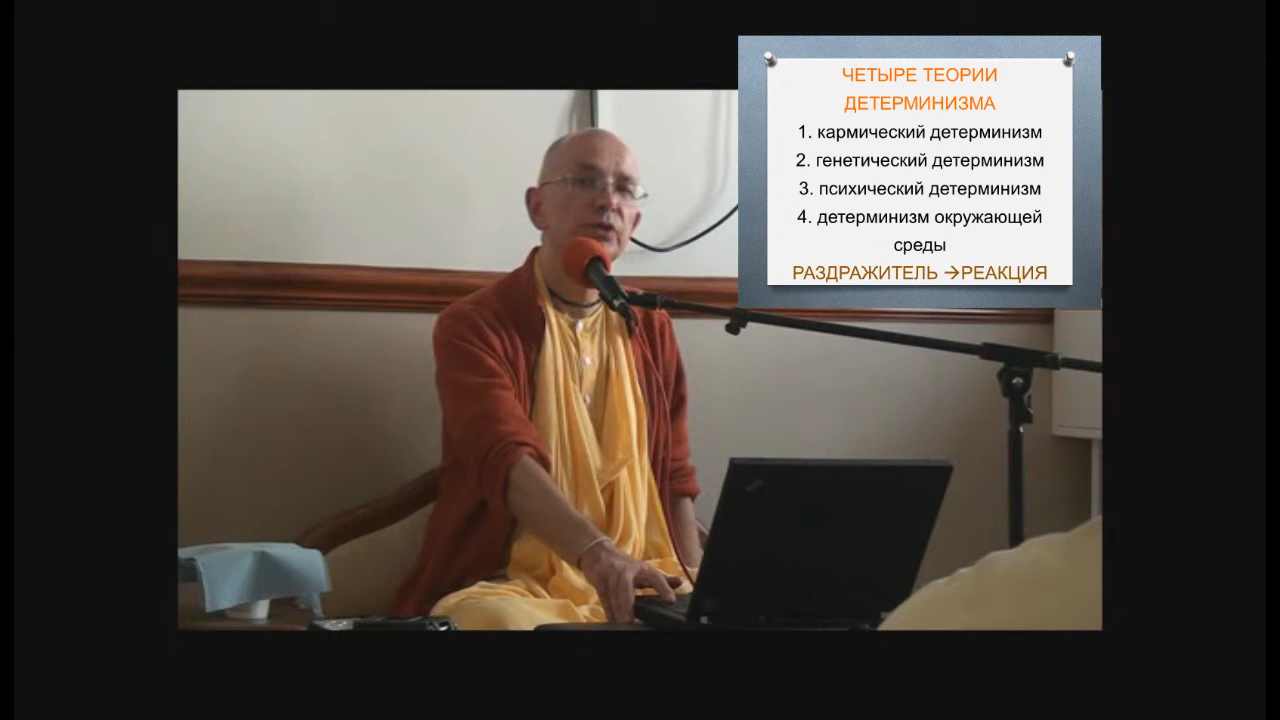 ЧЕТЫРЕ ТЕОРИИ
ДЕТЕРМИНИЗМА
1. кармический детерминизм
2. генетический детерминизм
3. психический детерминизм
4. детерминизм окружающей
среды
РАЗДРАЖИТЕЛЬ →РЕАКЦИЯ